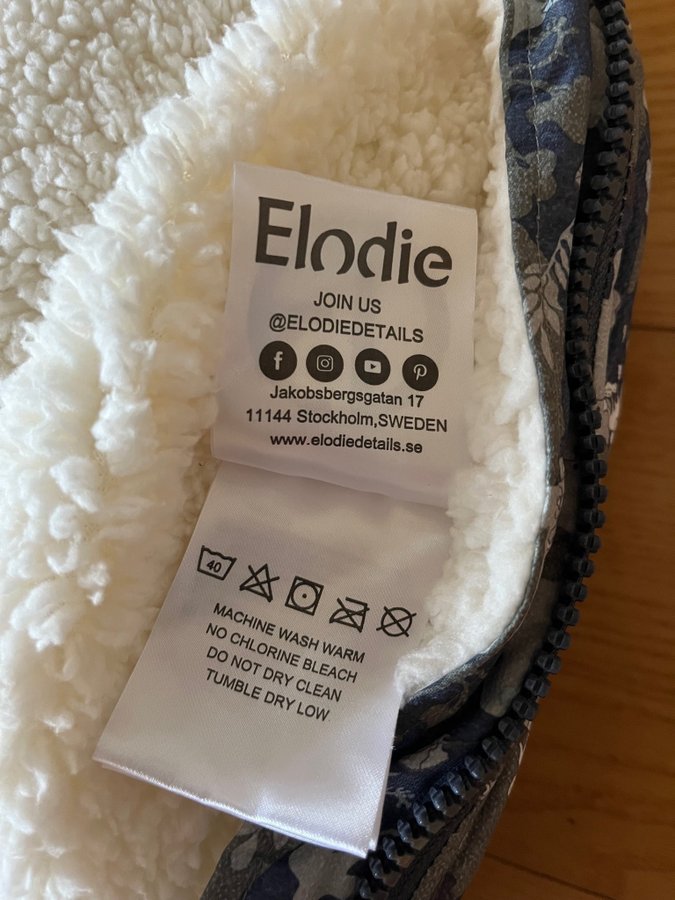 Elodie
JOIN US
@ELODIEDETAILS
Jakobsbergsgatan 17
11144 Stockholm,SWEDEN
www.elodiedetails.se
40
MACHINE WASH WARM
NO CHLORINE BLEACH
DO NOT DRY CLEAN
TUMBLE DRY LOW